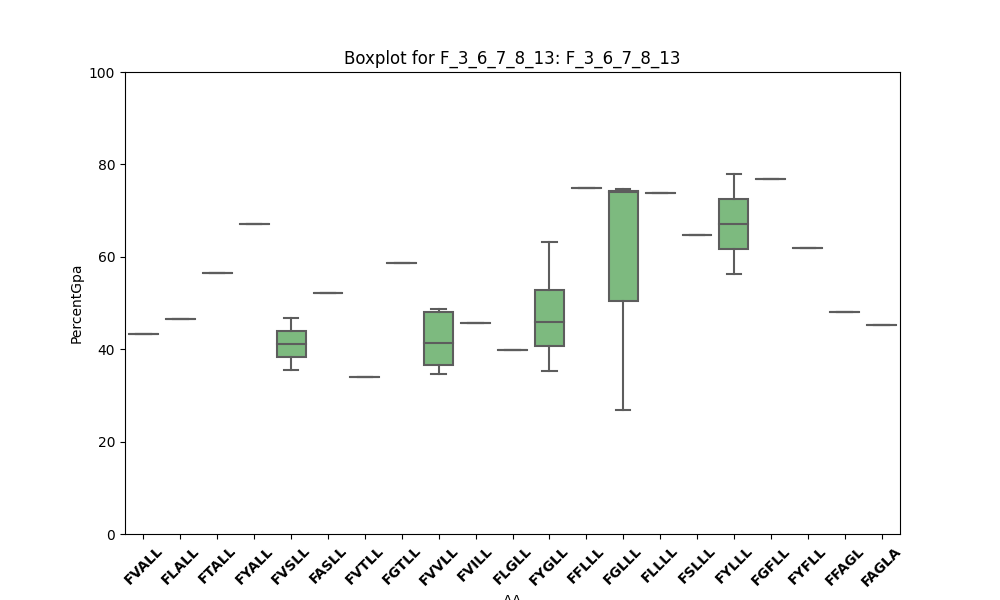 Boxplot for F_3_6_7_8_13: F_3_6_7_8_13
100
80
60
40
20
0
PercentGpa
FVALL FLALL FTALL FYALL FVSLL FASLL FVTLL FGTLL FVVLL FVILL FLGLL FYGLL FFLLL FGLLL FLLLL FSLLL FYLLL FGFLL FYFLL FFAGL FAGLA
AA